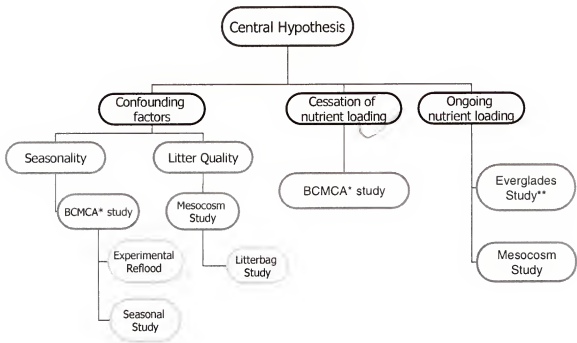 Central Hypothesis
Confounding
factors
Cessation of
nutrient loading
Ongoing
nutrient loading
Seasonality
Litter Quality
BCMCA* study
Everglades
Study**
BCMCA* study
Mesocosm
Study
Experimental
Reflood
Litterbag
Study
Mesocosm
Study
Seasonal
Study